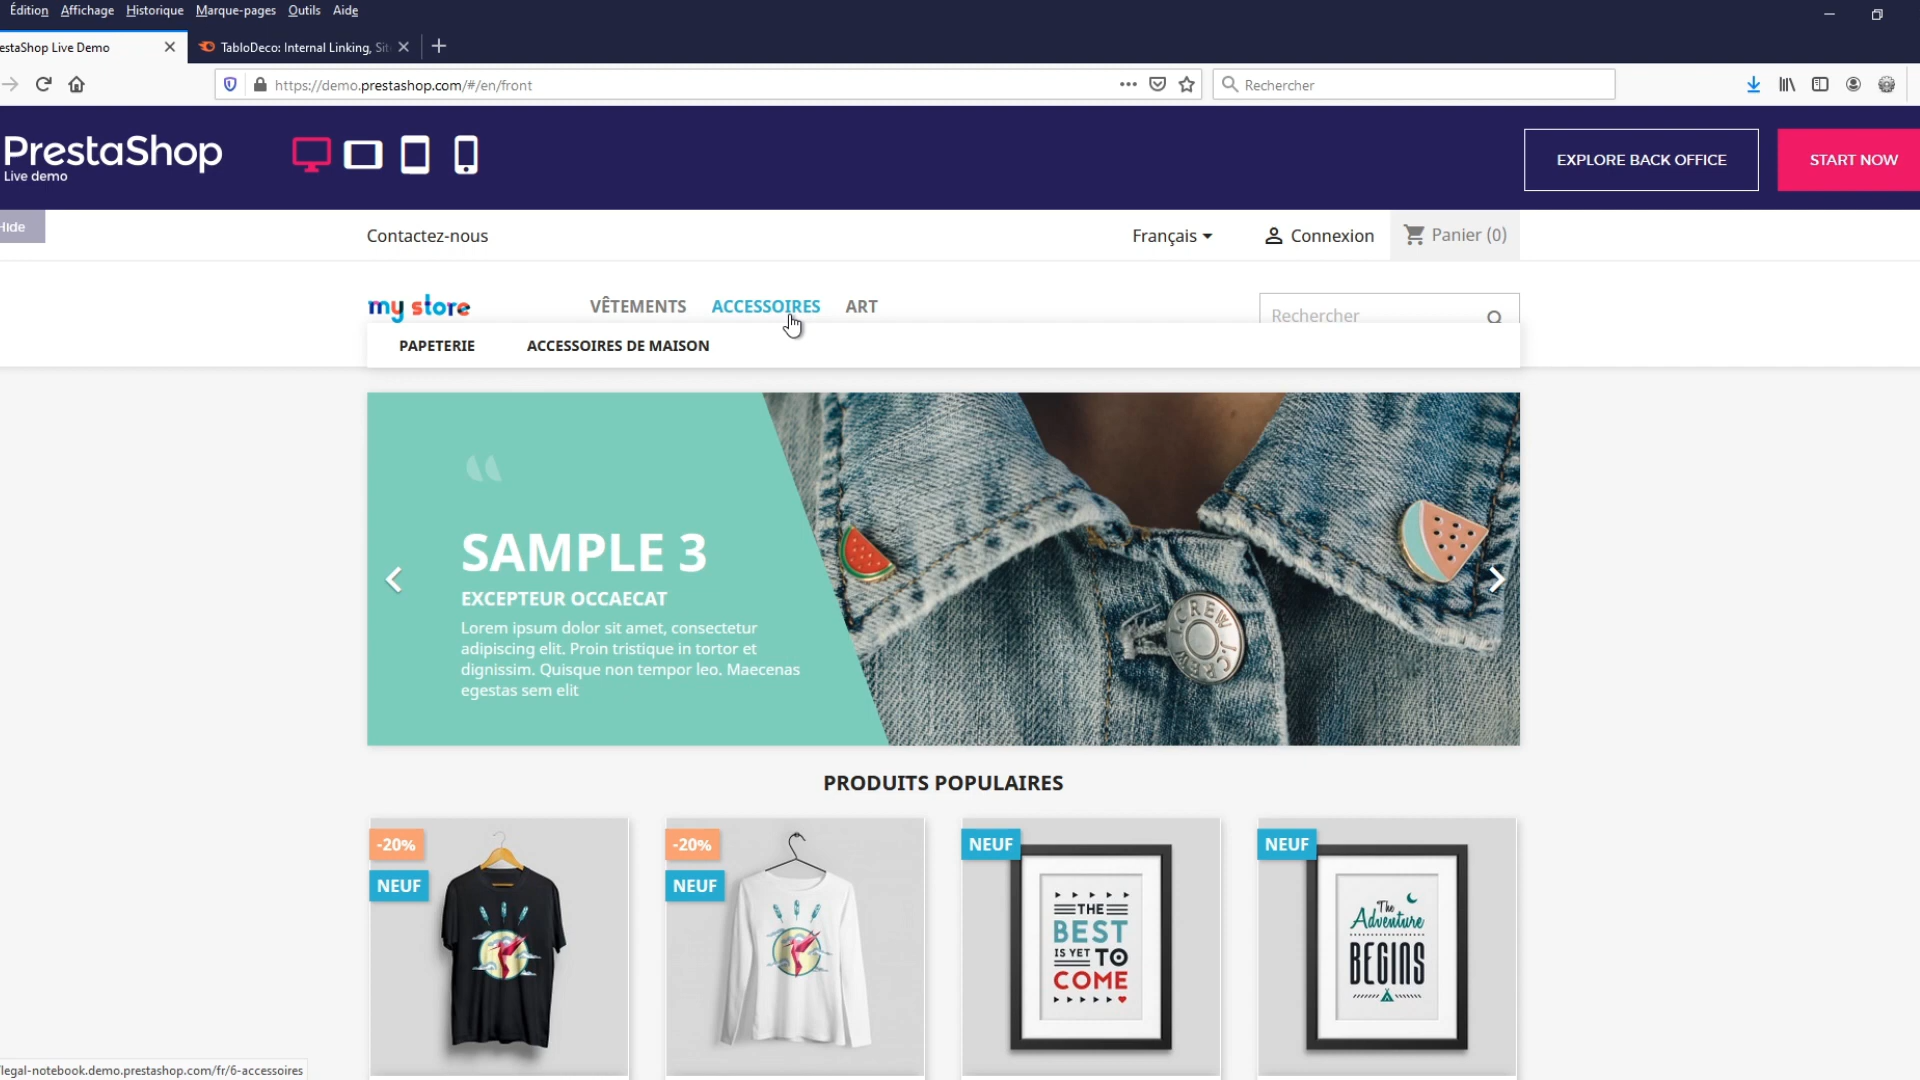 Édition Affichage Historique Marque-pages Outils Aide
estaShop Live Demo
TabloDeco: Internal Linking, Sit
https://demo.prestashop.com/#/en/front
Rechercher
PrestaShop
Live demo
EXPLORE BACK OFFICE
START NOW
Hide
Contactez-nous
Français
Connexion
Panier (0)
my store
VÊTEMENTS ACCESSOIRES ART
Rechercher
PAPETERIE ACCESSOIRES DE MAISON
SAMPLE 3
EXCEPTEUR OCCAECAT
Lorem ipsum dolor sit amet, consectetur
adipiscing elit. Proin tristique in tortor et
dignissim. Quisque non tempor leo. Maecenas
egestas sem elit
J.CREW J.CREW
PRODUITS POPULAIRES
-20%
NEUF
-20%
NEUF
NEUF
THE
BEST
IS YET TO
COME
NEUF
The
Adventure
BEGINS
legal-notebook.demo.prestashop.com/fr/6-accessoires